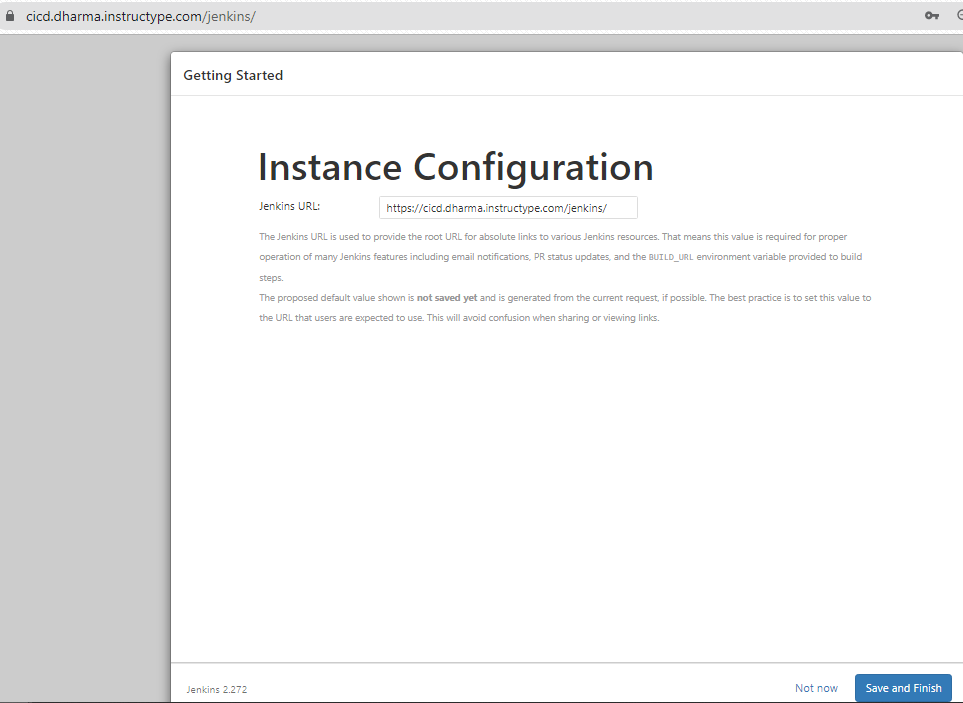 cicd.dharma.instructype.com/jenkins/
Getting Started
Instance Configuration
Jenkins URL:
https://cicd.dharma.instructype.com/jenkins/
The Jenkins URL is used to provide the root URL for absolute links to various Jenkins resources. That means this value is required for proper
operation of many Jenkins features including email notifications, PR status updates, and the BUILD_URL environment variable provided to build
steps.
The proposed default value shown is not saved yet and is generated from the current request, if possible. The best practice is to set this value to
the URL that users are expected to use. This will avoid confusion when sharing or viewing links.
Jenkins 2.272
Not now
Save and Finish